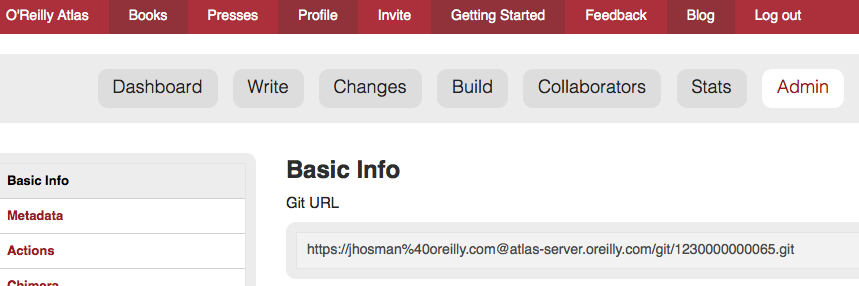 O'Reilly Atlas Books Presses Profile Invite Getting Started Feedback Blog Log out
Dashboard Write Changes Build Collaborators Stats Admin
Basic Info
Metadata
Actions
Chimera
Basic Info
Git URL
https://jhosman%40oreilly.com@atlas-server.oreilly.com/git/1230000000065.git